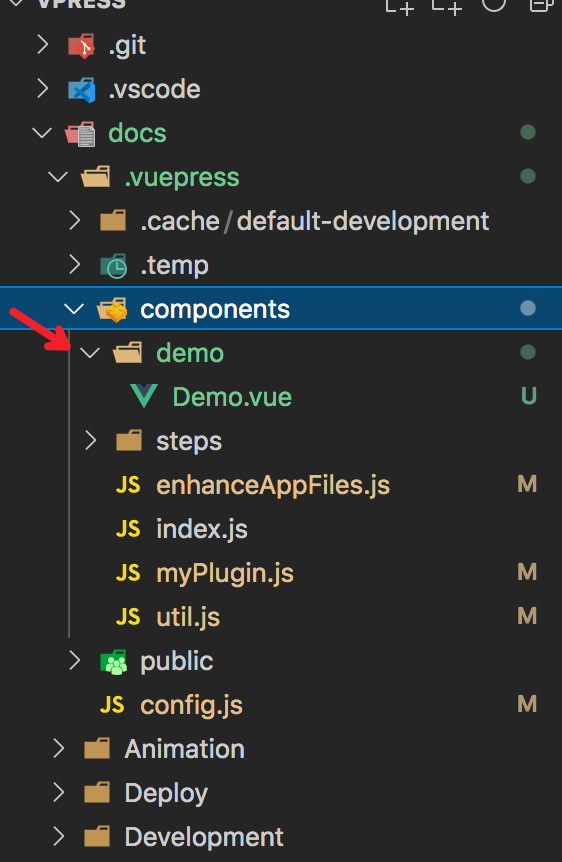 VPRESS
.git
.vscode
docs
.vuepress
.cache/default-development
.temp
components
demo
Demo.vue U
steps
JS enhanceAppFiles.js M
JS index.js
JS myPlugin.js M
JS util.js M
public
JS config.js M
Animation
Deploy
Development